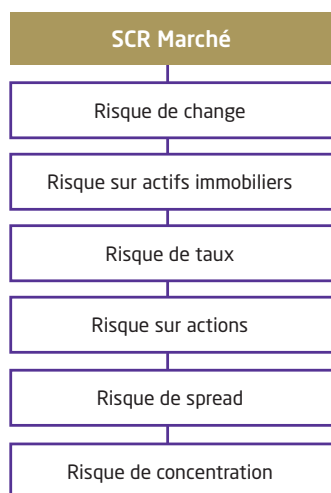 SCR Marché
Risque de change
Risque sur actifs immobiliers
Risque de taux
Risque sur actions
Risque de spread
Risque de concentration